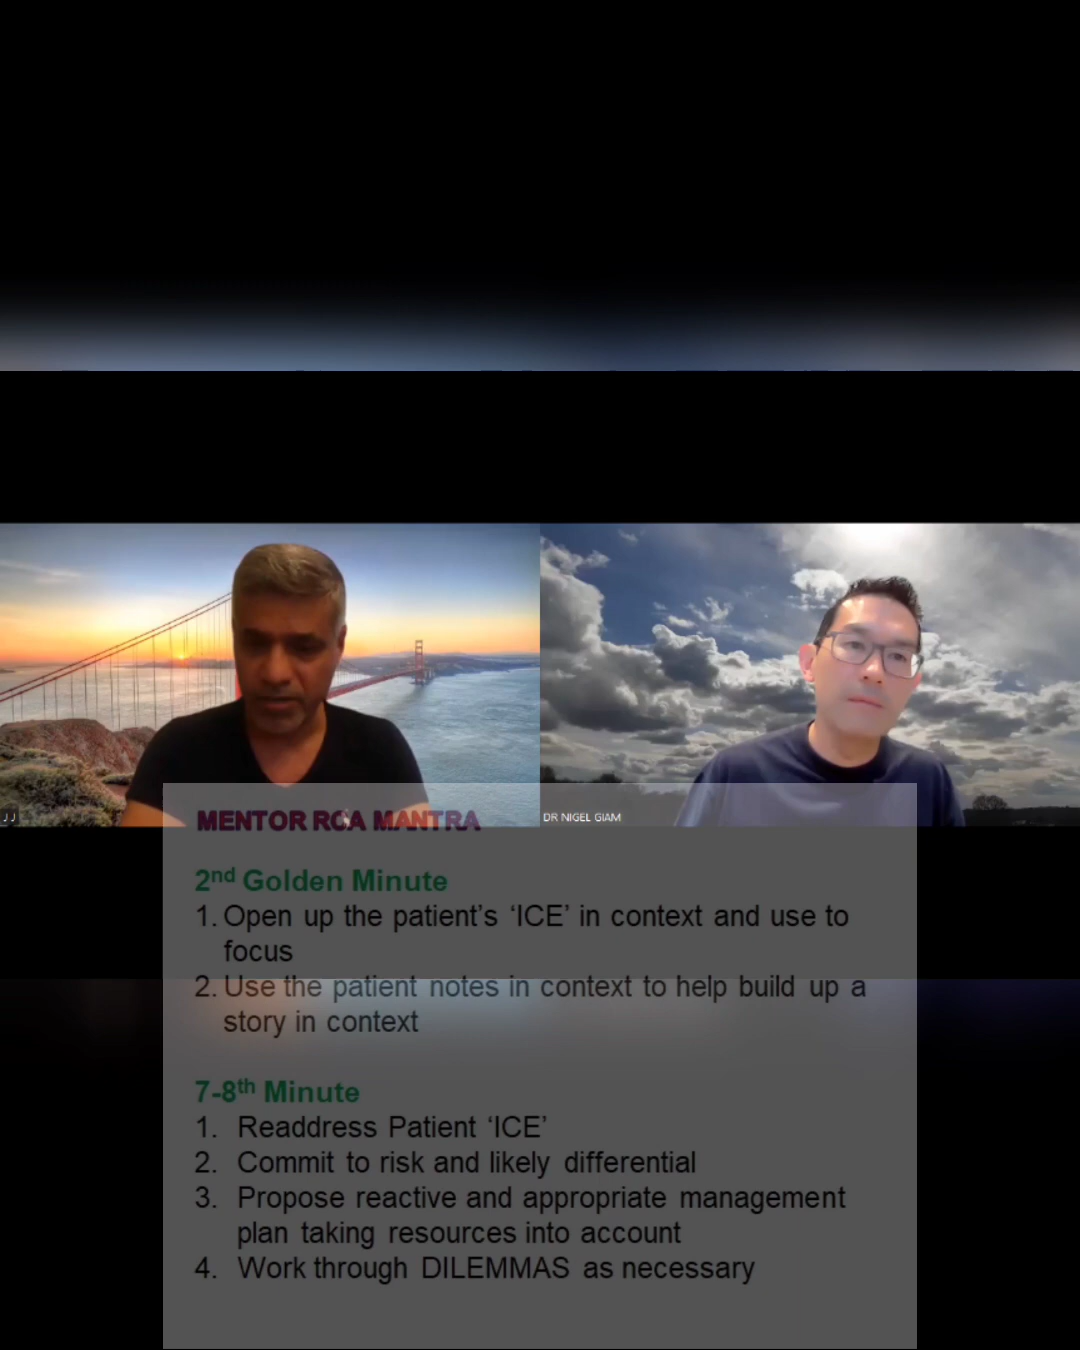 J J
DR NIGEL GIAM
MENTOR RCA MANTRA
2nd Golden Minute
1. Open up the patient's 'ICE' in context and use to
focus
2. Use the patient notes in context to help build up a
story in context
7-8th Minute
1. Readdress Patient 'ICE'
2. Commit to risk and likely differential
3. Propose reactive and appropriate management
plan taking resources into account
4. Work through DILEMMAS as necessary